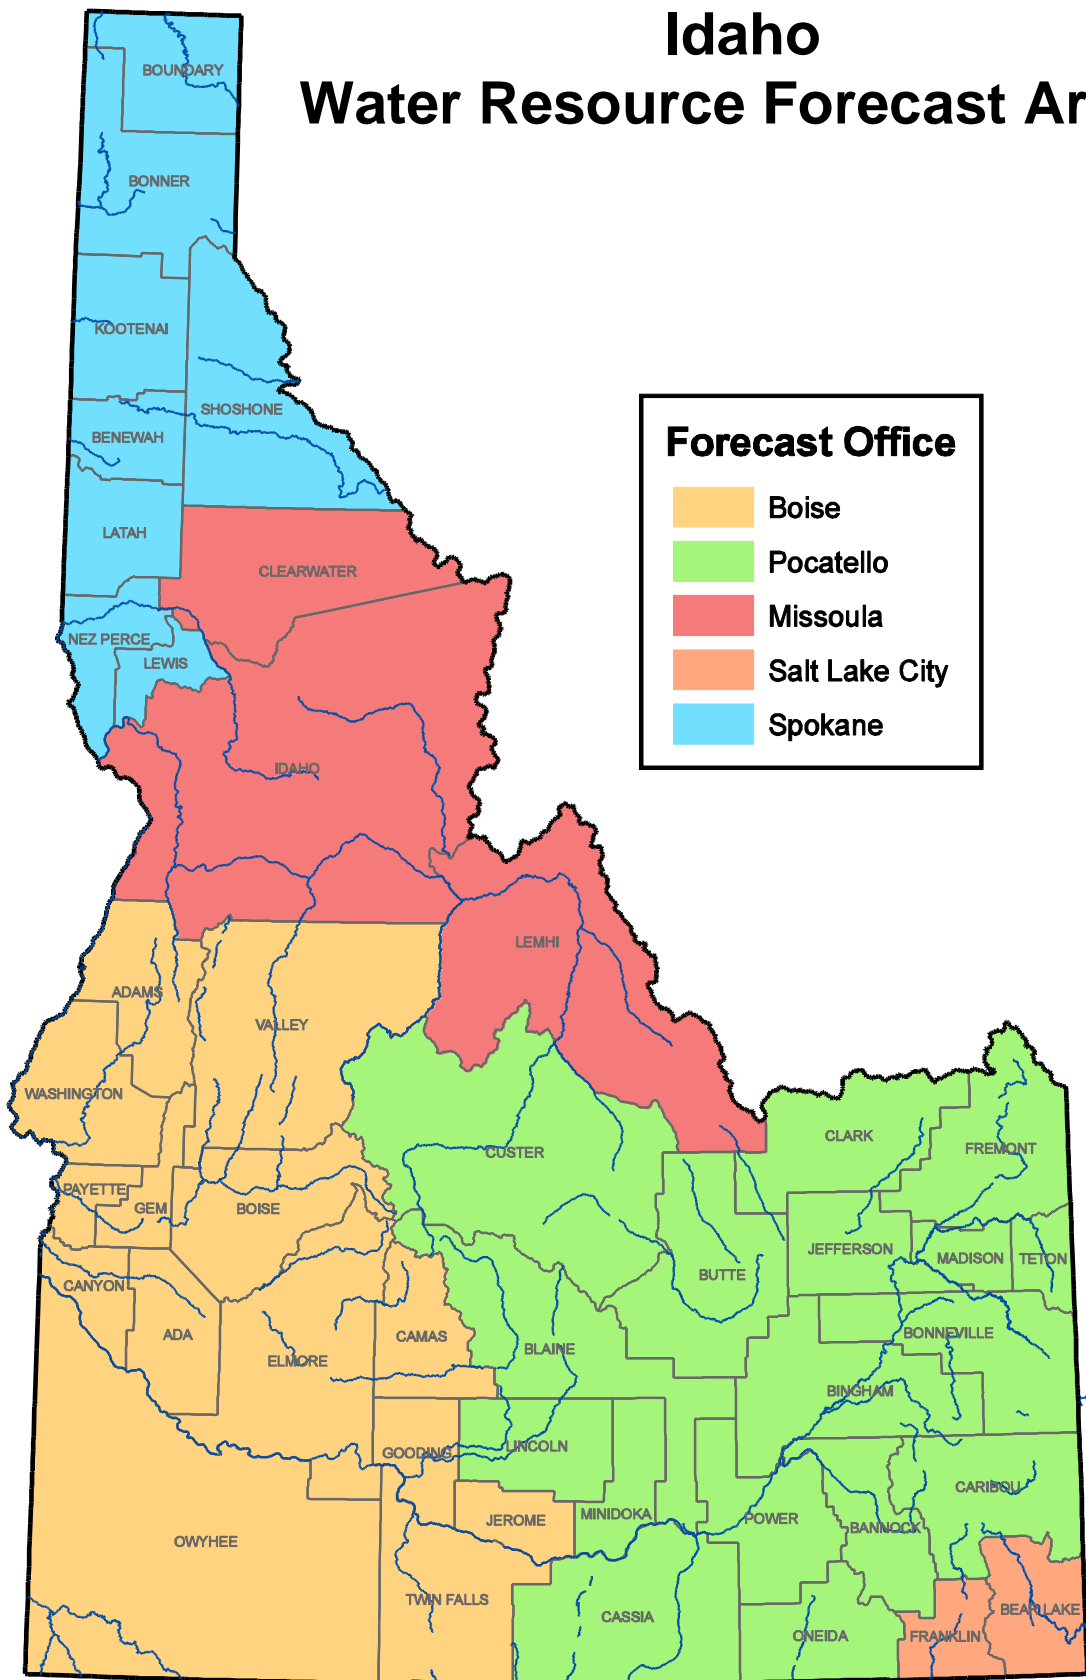 Idaho
Water Resource Forecast Ar
BOUNDARY
BONNER
KOOTENAI
SHOSHONE
BENEWAH
LATAH
CLEARWATER
NEZ PERCE
LEWIS
IDAHO
Forecast Office
Boise
Pocatello
Missoula
Salt Lake City
Spokane
LEMHI
ADAMS
VALLEY
WASHINGTON
CUSTER
CLARK
FREMONT
PAYETTE
GEM
BOISE
JEFFERSON
MADISON
TETON
BUTTE
CANYON
ADA
ELMORE
CAMAS
BLAINE
BONNEVILLE
BINGHAM
GOODING
LINCOLN
CARIBOU
JEROME
MINIDOKA
POWER
BANNOCK
OWYHEE
TWIN FALLS
CASSIA
ONEIDA
FRANKLIN
BEAR LAKE